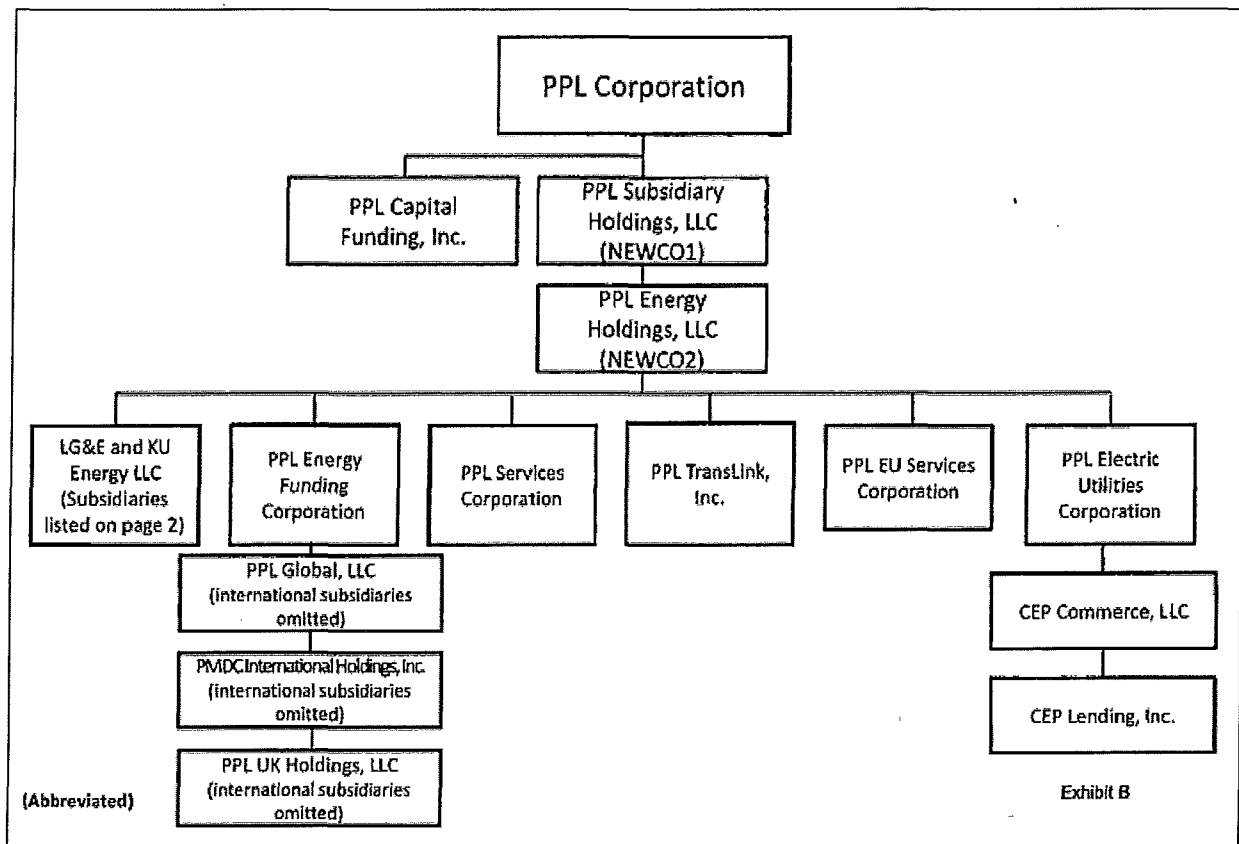 PPL Corporation
PPL Capital
Funding, Inc.
PPL Subsidiary
Holdings, LLC
(NEWCO1)
PPL Energy
Holdings, LLC
(NEWCO2)
LG&E and KU
Energy LLC
(Subsidiaries
listed on page 2)
PPL Energy
Funding
Corporation
PPL Services
Corporation
PPL TransLink,
Inc.
PPL EU Services
Corporation
PPL Electric
Utilities
Corporation
PPL Global, LLC
(international subsidiaries
omitted)
PMDC International Holdings, Inc.
(international subsidiaries
omitted)
PPL UK Holdings, LLC
(international subsidiaries
omitted)
CEP Commerce, LLC
CEP Lending, Inc.
(Abbreviated)
Exhibit B